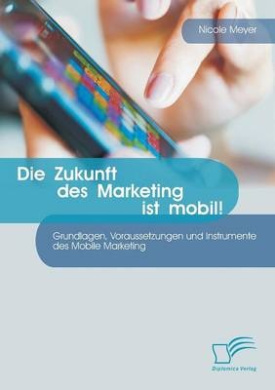 Nicole Meyer
Die Zukunft
des Marketing
ist mobil!
Grundlagen, Voraussetzungen und Instrumente
des Mobile Marketing
Diplomica Verlag